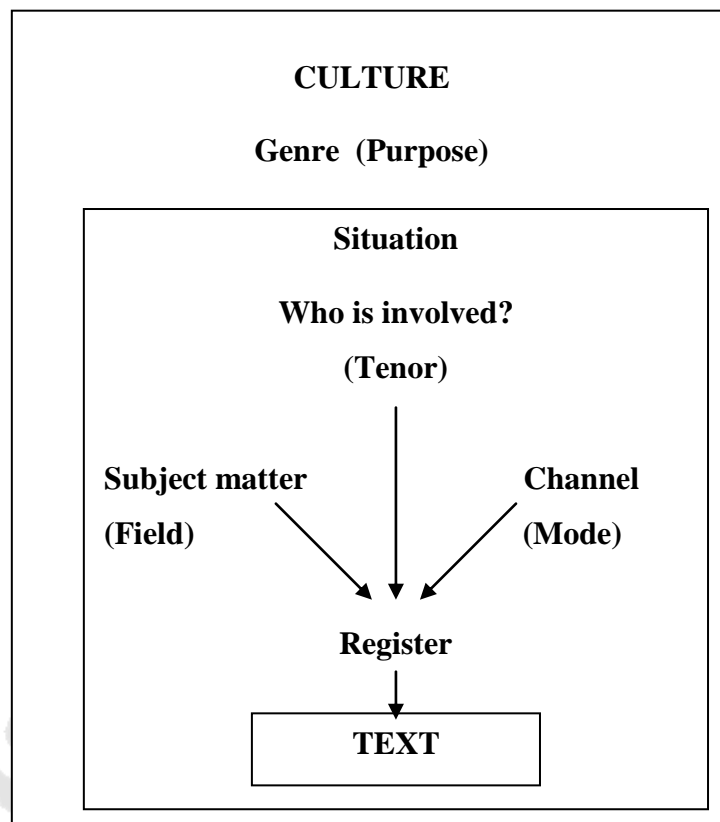 CULTURE
Genre (Purpose)
Situation
Who is involved?
(Tenor)
Subject matter
(Field)
Channel
(Mode)
Register
TEXT